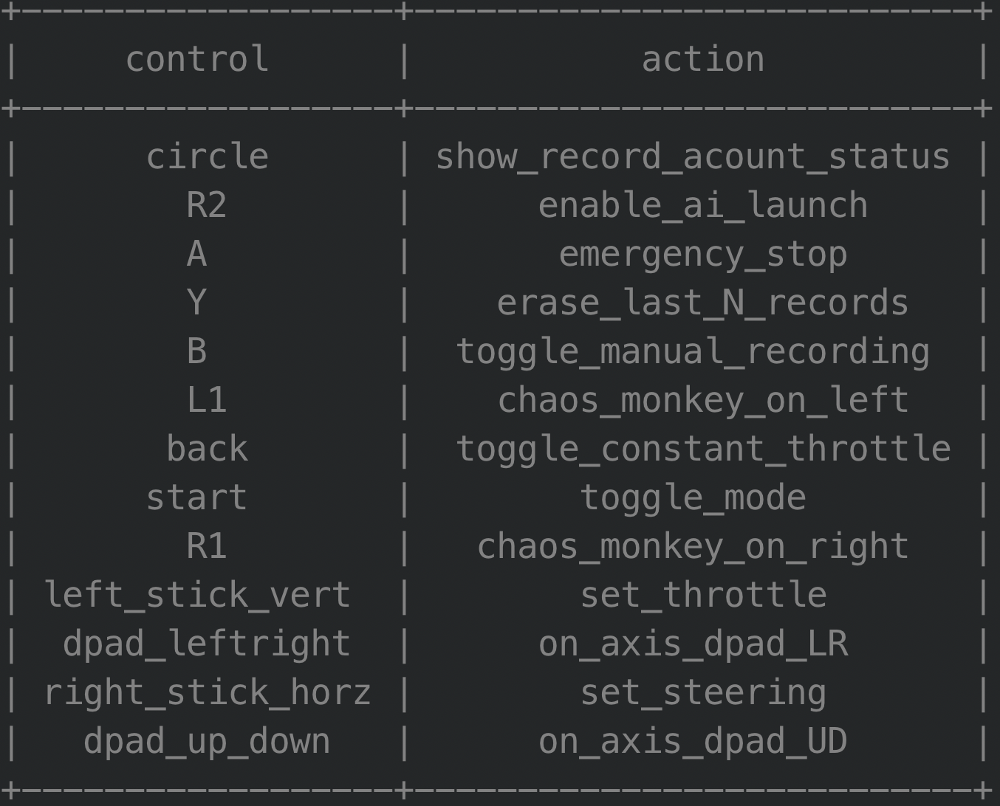 +------------------+---------------------------+
|     control      |           action          |
+------------------+---------------------------+
|      circle      | show_record_acount_status |
|        R2        |      enable_ai_launch     |
|        A         |       emergency_stop      |
|        Y         |    erase_last_N_records   |
|        B         |  toggle_manual_recording  |
|        L1        |    chaos_monkey_on_left   |
|       back       |  toggle_constant_throttle |
|      start       |        toggle_mode        |
|        R1        |   chaos_monkey_on_right   |
| left_stick_vert  |        set_throttle       |
|  dpad_leftright  |      on_axis_dpad_LR      |
| right_stick_horz |        set_steering       |
|   dpad_up_down   |      on_axis_dpad_UD      |
+------------------+---------------------------+